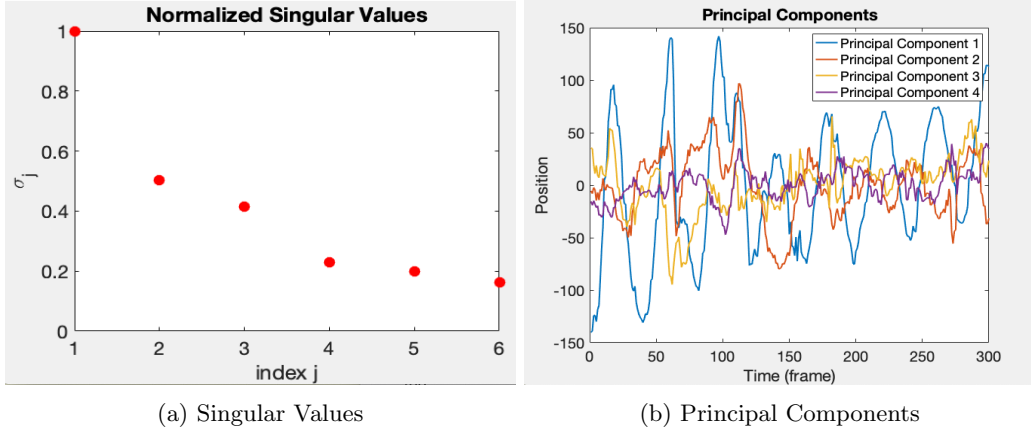 Normalized Singular Values
1
0.8
0.6
0.4
0.2
0
σj
1 2 3 4 5 6
index j
(a) Singular Values
Principal Components
150
100
50
0
-50
-100
-150
Position
Principal Component 1
Principal Component 2
Principal Component 3
Principal Component 4
0 50 100 150 200 250 300
Time (frame)
(b) Principal Components